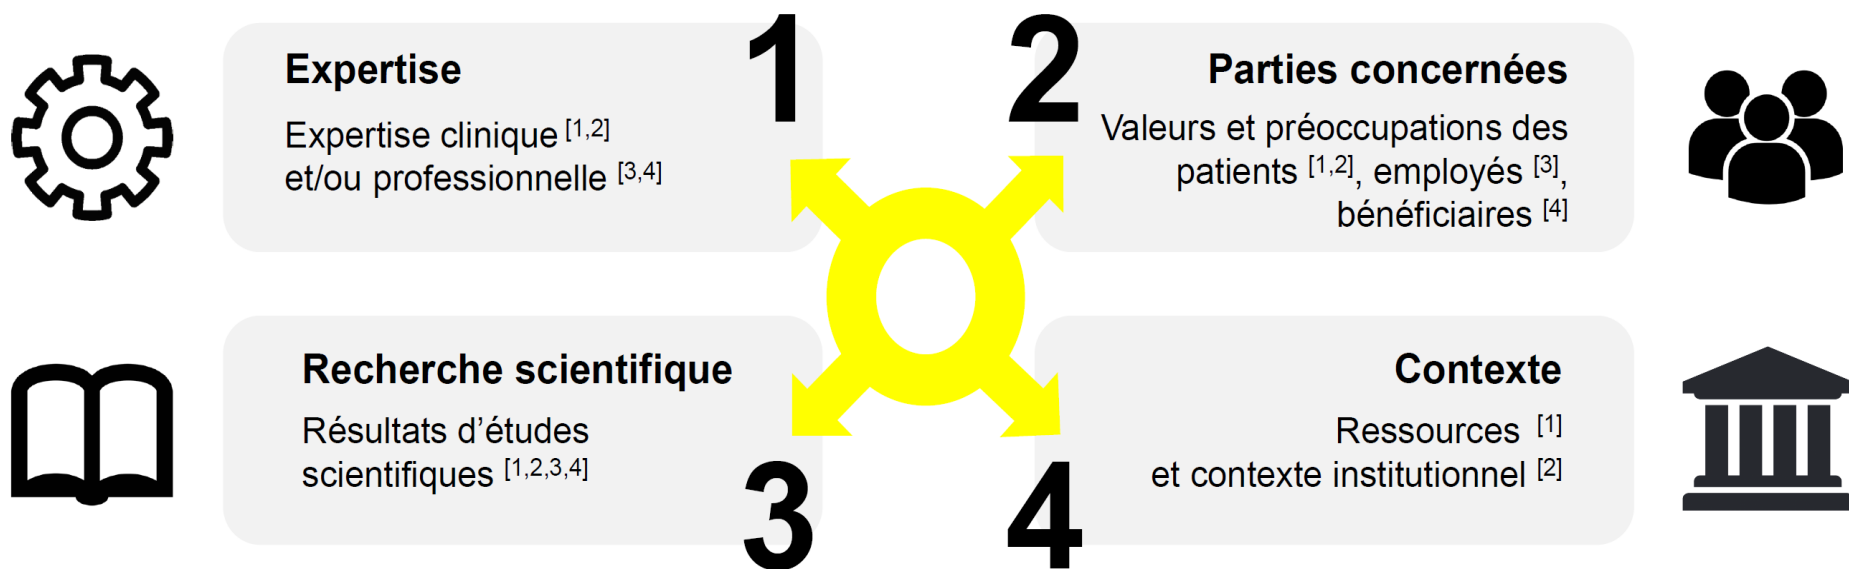 1
Expertise
Expertise clinique [1,2]
et/ou professionnelle [3,4]
2
Parties concernées
Valeurs et préoccupations des
patients [1,2], employés [3],
bénéficiaires [4]
3
Recherche scientifique
Résultats d'études
scientifiques [1,2,3,4]
4
Contexte
Ressources [1]
et contexte institutionnel [2]